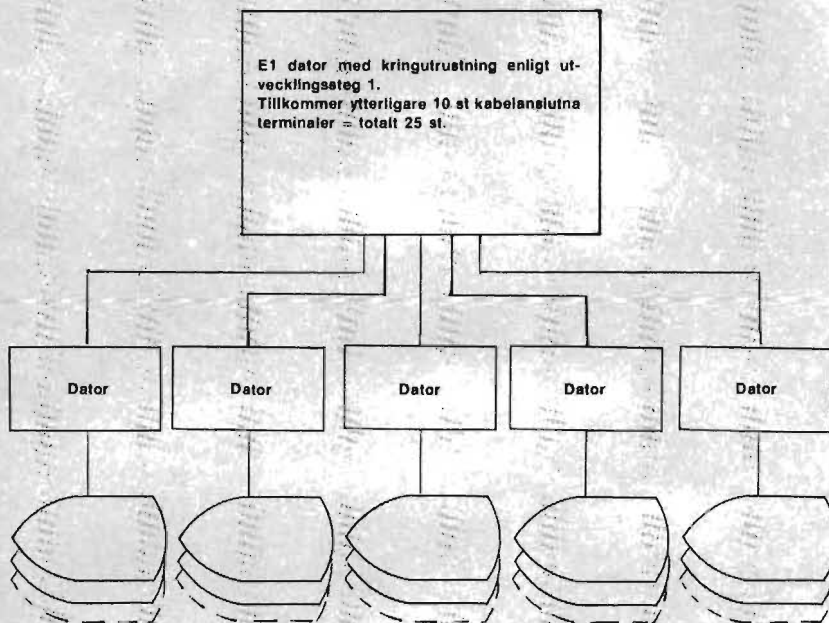 E1 dator med kringutrustning enligt ut-
vecklingssteg 1.
Tillkommer ytterligare 10 st kabelanslutna
terminaler = totalt 25 st.
Dator Dator Dator Dator Dator